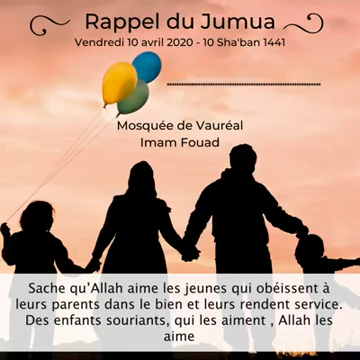 Rappel du Jumua
Vendredi 10 avril 2020 - 10 Sha'ban 1441
Mosquée de Vauréal
Imam Fouad
Sache qu'Allah aime les jeunes qui obéissent à
leurs parents dans le bien et leurs rendent service.
Des enfants souriants, qui les aiment , Allah les
aime